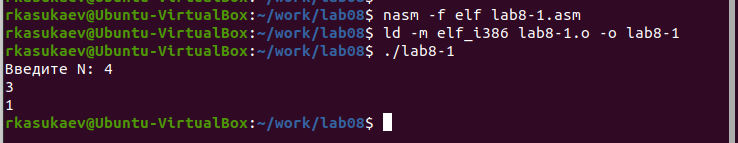 rkasukaev@Ubuntu-VirtualBox:~/work/lab08$ nasm -f elf lab8-1.asm
rkasukaev@Ubuntu-VirtualBox:~/work/lab08$ ld -m elf_i386 lab8-1.o -o lab8-1
rkasukaev@Ubuntu-VirtualBox:~/work/lab08$ ./lab8-1
Введите N: 4
3
1
rkasukaev@Ubuntu-VirtualBox:~/work/lab08$